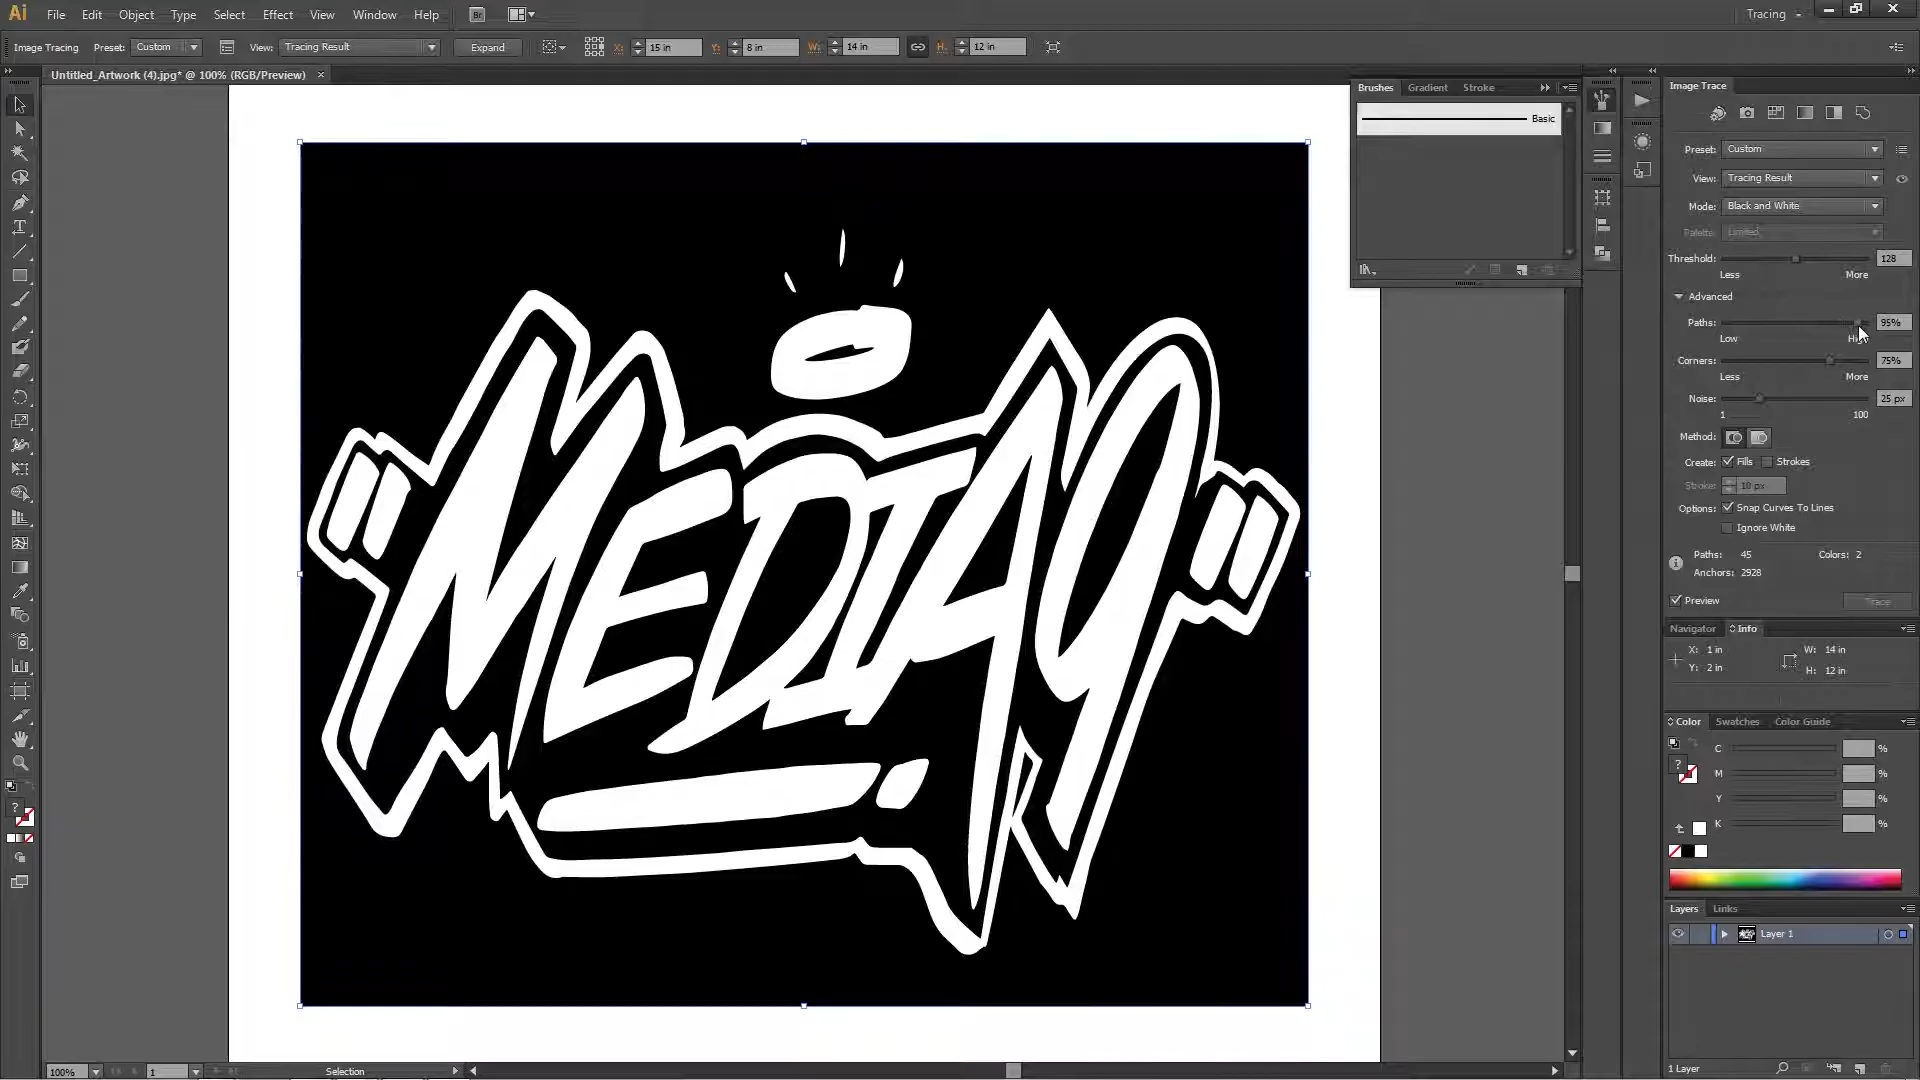 Ai File Edit Object Type Select Effect View Window Help Br Tracing
Image Tracing Preset: Custom View: Tracing Result Expand X: 15 in Y: 8 in W: 14 in H: 12 in
Untitled_Artwork (4).jpg* @ 100% (RGB/Preview)
Brushes Gradient Stroke
Basic
MEDIA9
Image Trace
Preset: Custom
View: Tracing Result
Mode: Black and White
Palette: Limited
Threshold: 128
Less More
Advanced
Paths: 95%
Low High
Corners: 75%
Less More
Noise: 25 px
1 100
Method:
Create: Fills Strokes
Stroke: 10 px
Options: Snap Curves To Lines
Ignore White
Paths: 45 Colors: 2
Anchors: 2928
Preview Trace
Navigator Info
X: 1 in W: 14 in
Y: 2 in H: 12 in
Color Swatches Color Guide
? C %
M %
Y %
K %
Layers Links
Layer 1
1 Layer
?
100% 1 Selection